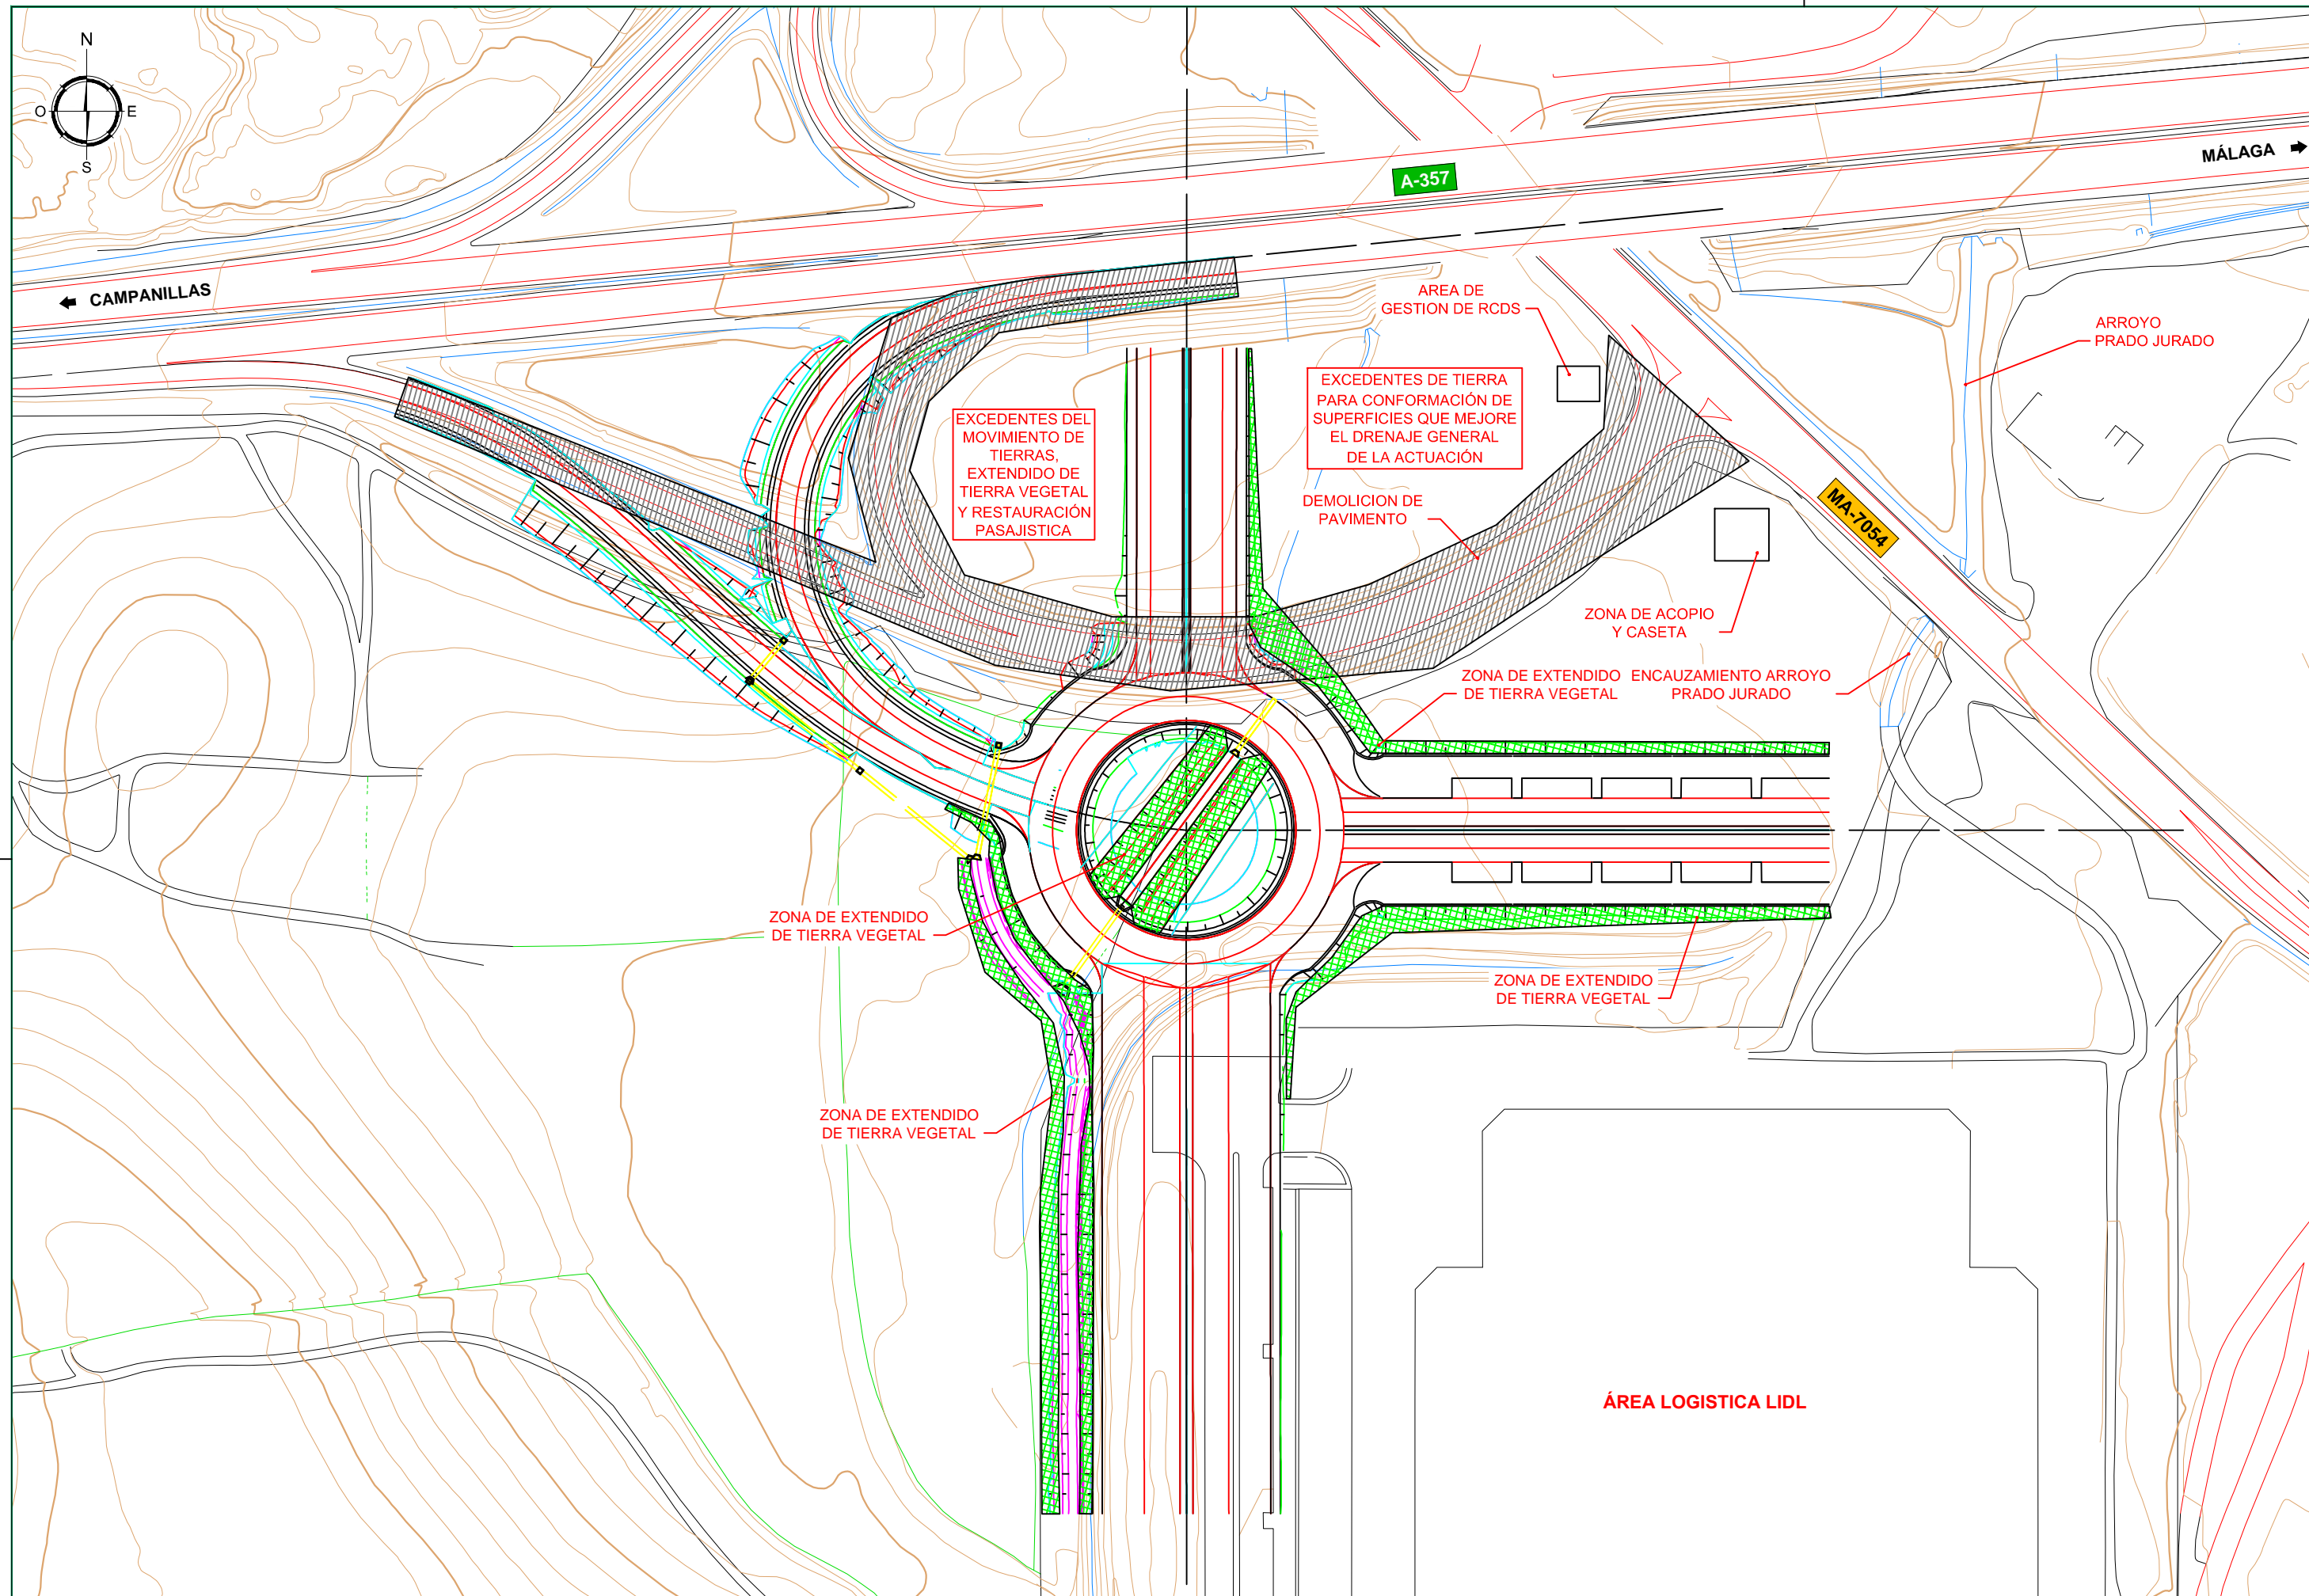 N
O
E
S
MÁLAGA
A-357
CAMPANILLAS
AREA DE
GESTION DE RCDS
ARROYO
PRADO JURADO
EXCEDENTES DE TIERRA
PARA CONFORMACIÓN DE
SUPERFICIES QUE MEJORE
EL DRENAJE GENERAL
DE LA ACTUACIÓN
EXCEDENTES DEL
MOVIMIENTO DE
TIERRAS,
EXTENDIDO DE
TIERRA VEGETAL
Y RESTAURACIÓN
PASAJISTICA
DEMOLICION DE
PAVIMENTO
MA-7054
ZONA DE ACOPIO
Y CASETA
ZONA DE EXTENDIDO
DE TIERRA VEGETAL
ENCAUZAMIENTO ARROYO
PRADO JURADO
ZONA DE EXTENDIDO
DE TIERRA VEGETAL
ZONA DE EXTENDIDO
DE TIERRA VEGETAL
ZONA DE EXTENDIDO
DE TIERRA VEGETAL
ÁREA LOGISTICA LIDL